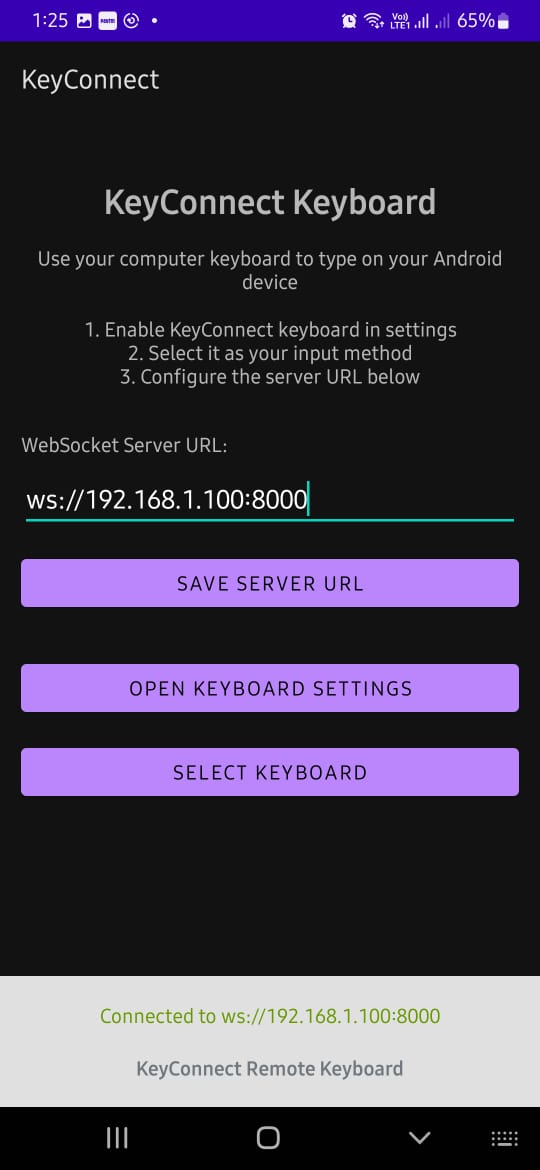 1:25
Vo))
LTE1
65%
KeyConnect
KeyConnect Keyboard
Use your computer keyboard to type on your Android
device
1. Enable KeyConnect keyboard in settings
2. Select it as your input method
3. Configure the server URL below
WebSocket Server URL:
ws://192.168.1.100:8000
SAVE SERVER URL
OPEN KEYBOARD SETTINGS
SELECT KEYBOARD
Connected to ws://192.168.1.100:8000
KeyConnect Remote Keyboard